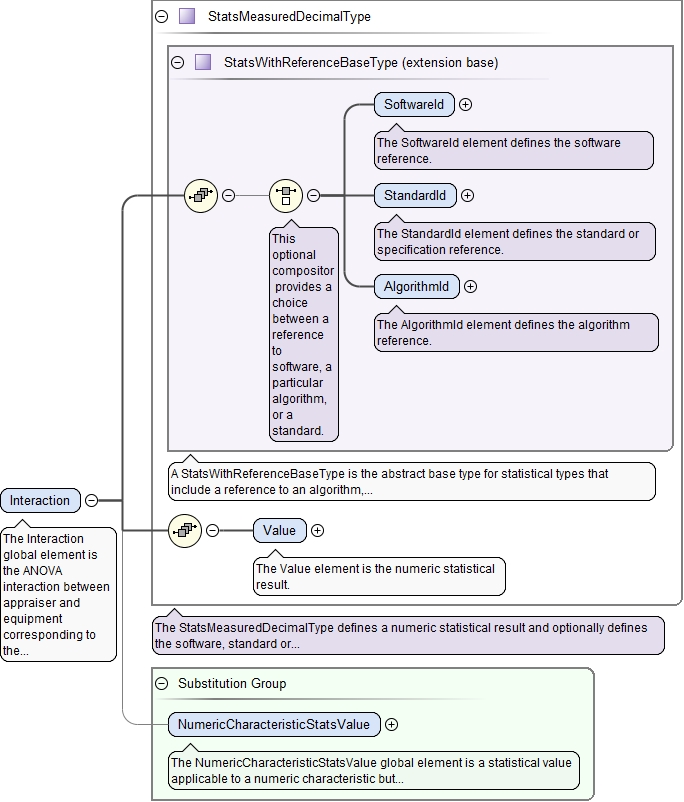 StatsMeasuredDecimalType
StatsWithReferenceBaseType (extension base)
SoftwareId
The SoftwareId element defines the software
reference.
StandardId
The StandardId element defines the standard or
specification reference.
This
optional
compositor
provides a
choice
between a
reference
to
software, a
particular
algorithm,
or a
standard.
AlgorithmId
The AlgorithmId element defines the algorithm
reference.
A StatsWithReferenceBaseType is the abstract base type for statistical types that
include a reference to an algorithm,...
Interaction
The Interaction
global element is
the ANOVA
interaction between
appraiser and
equipment
corresponding to
the...
Value
The Value element is the numeric statistical
result.
The StatsMeasuredDecimalType defines a numeric statistical result and optionally defines
the software, standard or...
Substitution Group
NumericCharacteristicStatsValue
The NumericCharacteristicStatsValue global element is a statistical value
applicable to a numeric characteristic but...